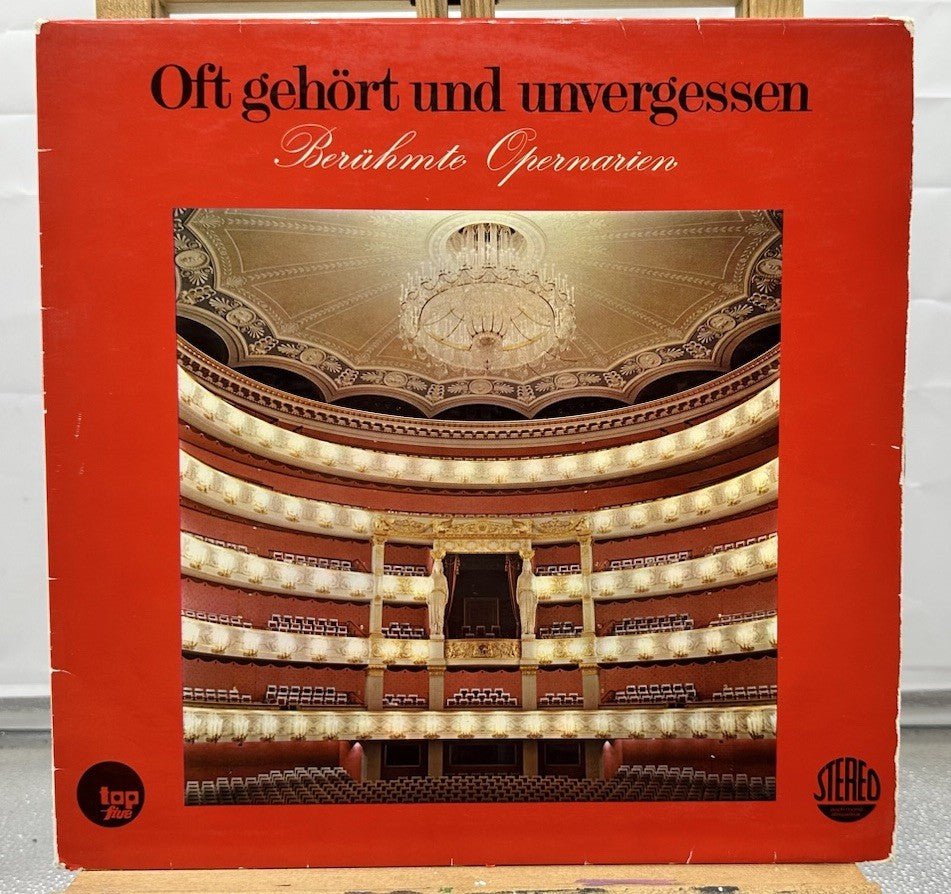 Oft gehört und unvergessen
Berühmte Opernarien
top
five
STEREO